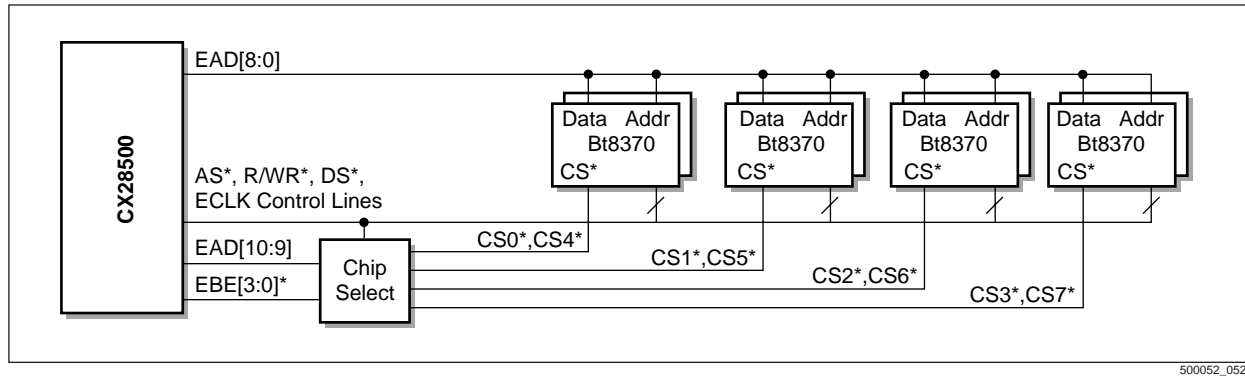 CX28500
EAD[8:0]
AS*, R/WR*, DS*,
ECLK Control Lines
EAD[10:9]
EBE[3:0]*
Chip
Select
Data Addr
Bt8370
CS*
Data Addr
Bt8370
CS*
Data Addr
Bt8370
CS*
Data Addr
Bt8370
CS*
CS0*,CS4*
CS1*,CS5*
CS2*,CS6*
CS3*,CS7*
500052_052